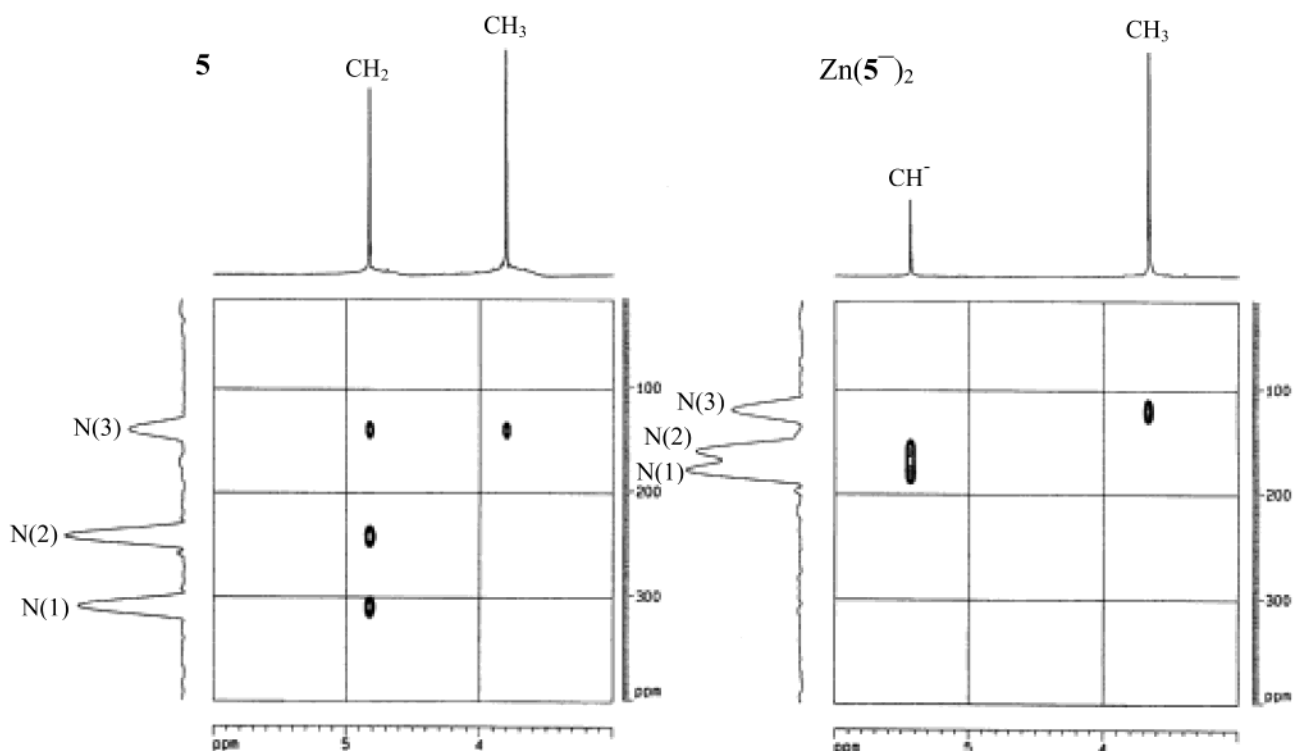 5
CH₂
CH₃
N(3)
N(2)
N(1)
100
200
300
ppm
ppm
5
4
Zn(5⁻)₂
CH⁻
CH₃
N(3)
N(2)
N(1)
100
200
300
ppm
ppm
5
4